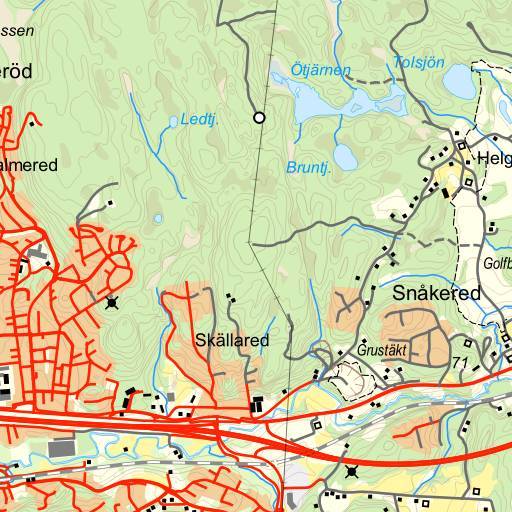 ssen
eröd
Ötjärnen
Tolsjön
Ledtj.
Bruntj.
almered
Helg
Golfb
Snåkered
Skällared
Grustäkt
71